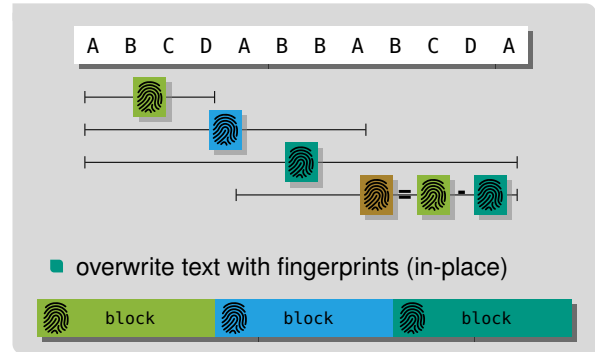 A B C D A B B A B C D A
= -
overwrite text with fingerprints (in-place)
block block block